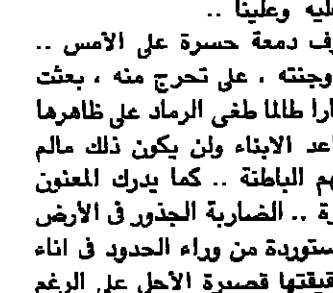 عليه وعلينا ..
ف دمعة حسرة على الأمس ..
وجنته ، على تحرج منه ، بعثت
ارا طالما طغى الرماد على ظاهرها
اعد الابناء ولن يكون ذلك مالم
هم الباطنة .. كما يدرك المعنون
رة .. الضاربة الجذور فى الأرض
ستوردة من وراء الحدود فى اناء
قيقتها قصيرة الأجل على الرغم